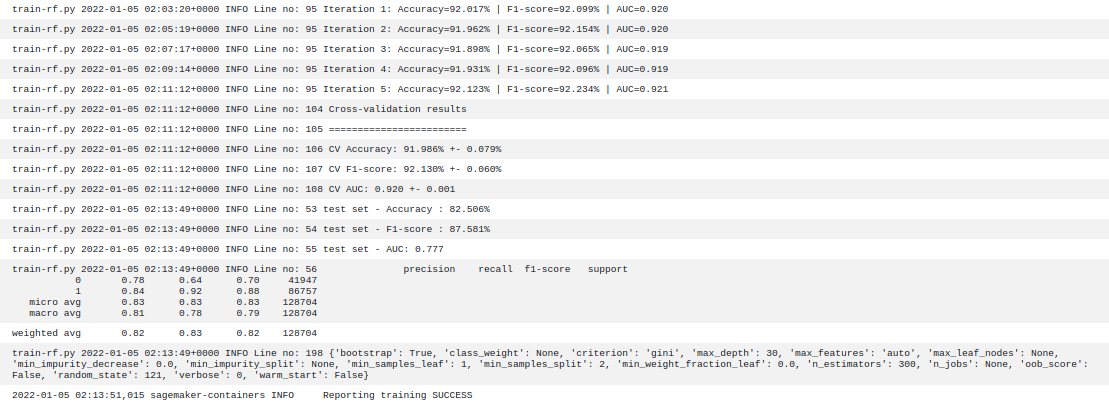 train-rf.py 2022-01-05 02:03:20+0000 INFO Line no: 95 Iteration 1: Accuracy=92.017% | F1-score=92.099% | AUC=0.920
train-rf.py 2022-01-05 02:05:19+0000 INFO Line no: 95 Iteration 2: Accuracy=91.962% | F1-score=92.154% | AUC=0.920
train-rf.py 2022-01-05 02:07:17+0000 INFO Line no: 95 Iteration 3: Accuracy=91.898% | F1-score=92.065% | AUC=0.919
train-rf.py 2022-01-05 02:09:14+0000 INFO Line no: 95 Iteration 4: Accuracy=91.931% | F1-score=92.096% | AUC=0.919
train-rf.py 2022-01-05 02:11:12+0000 INFO Line no: 95 Iteration 5: Accuracy=92.123% | F1-score=92.234% | AUC=0.921
train-rf.py 2022-01-05 02:11:12+0000 INFO Line no: 104 Cross-validation results
train-rf.py 2022-01-05 02:11:12+0000 INFO Line no: 105 ========================
train-rf.py 2022-01-05 02:11:12+0000 INFO Line no: 106 CV Accuracy: 91.986% +- 0.079%
train-rf.py 2022-01-05 02:11:12+0000 INFO Line no: 107 CV F1-score: 92.130% +- 0.060%
train-rf.py 2022-01-05 02:11:12+0000 INFO Line no: 108 CV AUC: 0.920 +- 0.001
train-rf.py 2022-01-05 02:13:49+0000 INFO Line no: 53 test set - Accuracy : 82.506%
train-rf.py 2022-01-05 02:13:49+0000 INFO Line no: 54 test set - F1-score : 87.581%
train-rf.py 2022-01-05 02:13:49+0000 INFO Line no: 55 test set - AUC: 0.777
train-rf.py 2022-01-05 02:13:49+0000 INFO Line no: 56               precision    recall  f1-score   support
           0       0.78      0.64      0.70     41947
           1       0.84      0.92      0.88     86757
   micro avg       0.83      0.83      0.83    128704
   macro avg       0.81      0.78      0.79    128704
weighted avg       0.82      0.83      0.82    128704
train-rf.py 2022-01-05 02:13:49+0000 INFO Line no: 198 {'bootstrap': True, 'class_weight': None, 'criterion': 'gini', 'max_depth': 30, 'max_features': 'auto', 'max_leaf_nodes': None,
'min_impurity_decrease': 0.0, 'min_impurity_split': None, 'min_samples_leaf': 1, 'min_samples_split': 2, 'min_weight_fraction_leaf': 0.0, 'n_estimators': 300, 'n_jobs': None, 'oob_score':
False, 'random_state': 121, 'verbose': 0, 'warm_start': False}
2022-01-05 02:13:51,015 sagemaker-containers INFO     Reporting training SUCCESS